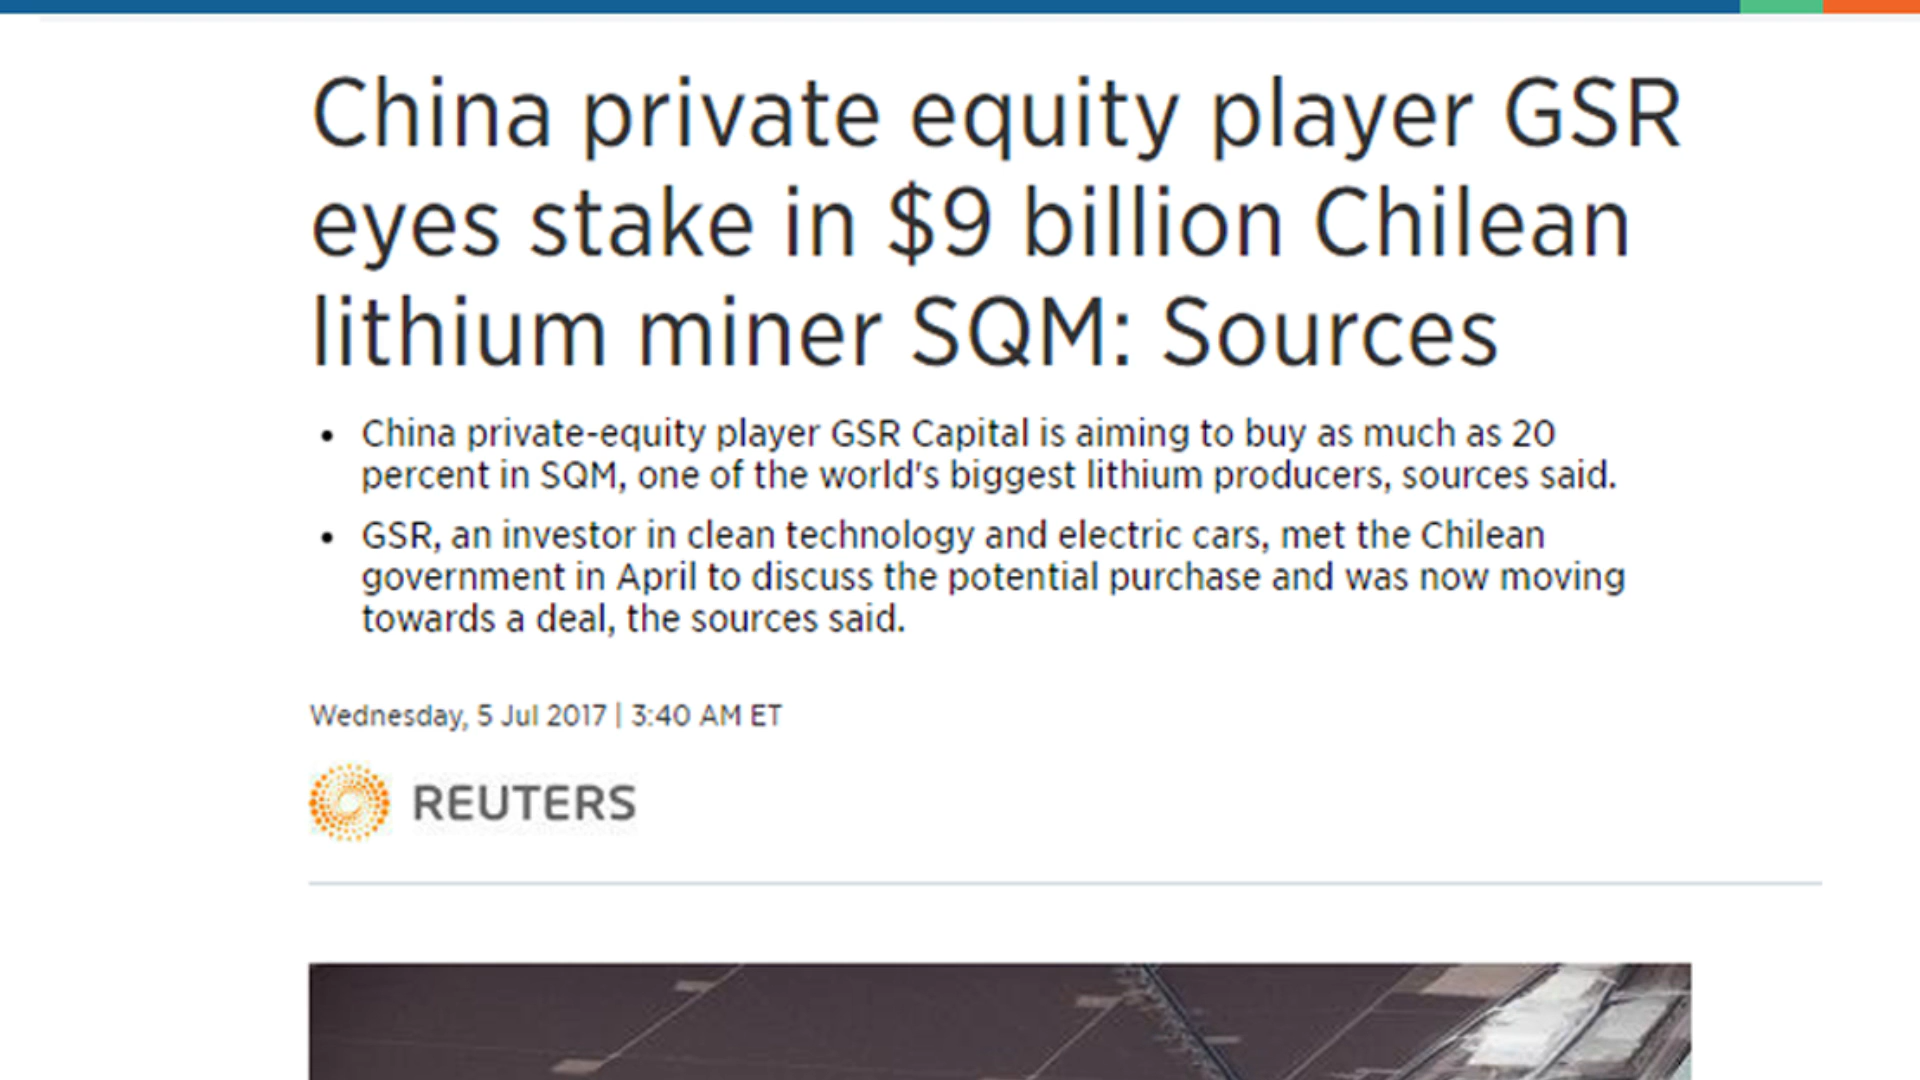 China private equity player GSR
eyes stake in $9 billion Chilean
lithium miner SQM: Sources
• China private-equity player GSR Capital is aiming to buy as much as 20
percent in SQM, one of the world's biggest lithium producers, sources said.
• GSR, an investor in clean technology and electric cars, met the Chilean
government in April to discuss the potential purchase and was now moving
towards a deal, the sources said.
Wednesday, 5 Jul 2017 | 3:40 AM ET
REUTERS